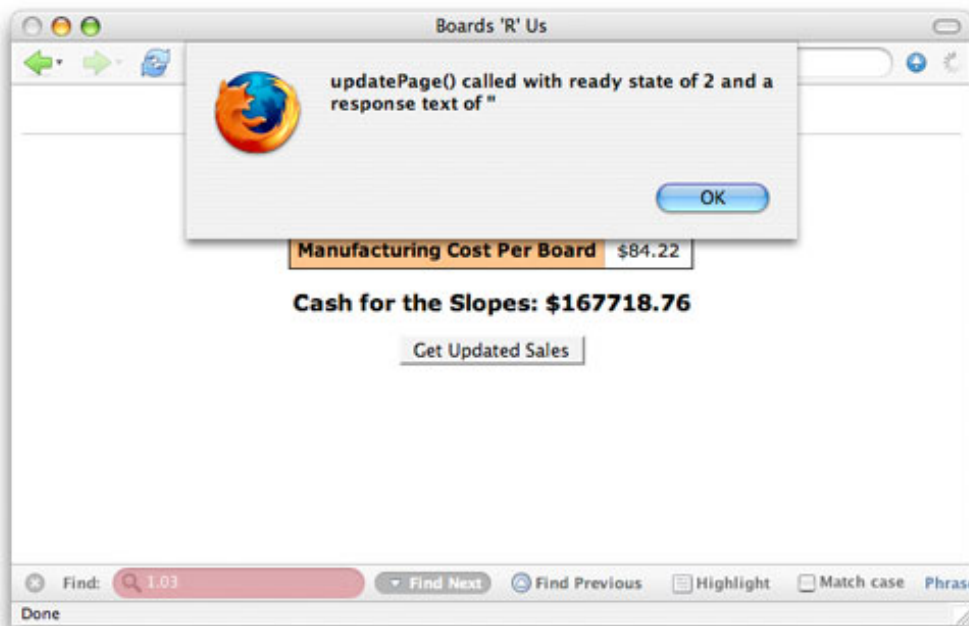 Boards 'R' Us
updatePage() called with ready state of 2 and a
response text of "
OK
Manufacturing Cost Per Board $84.22
Cash for the Slopes: $167718.76
Get Updated Sales
Find: 1.03 Find Next Find Previous Highlight Match case Phras
Done